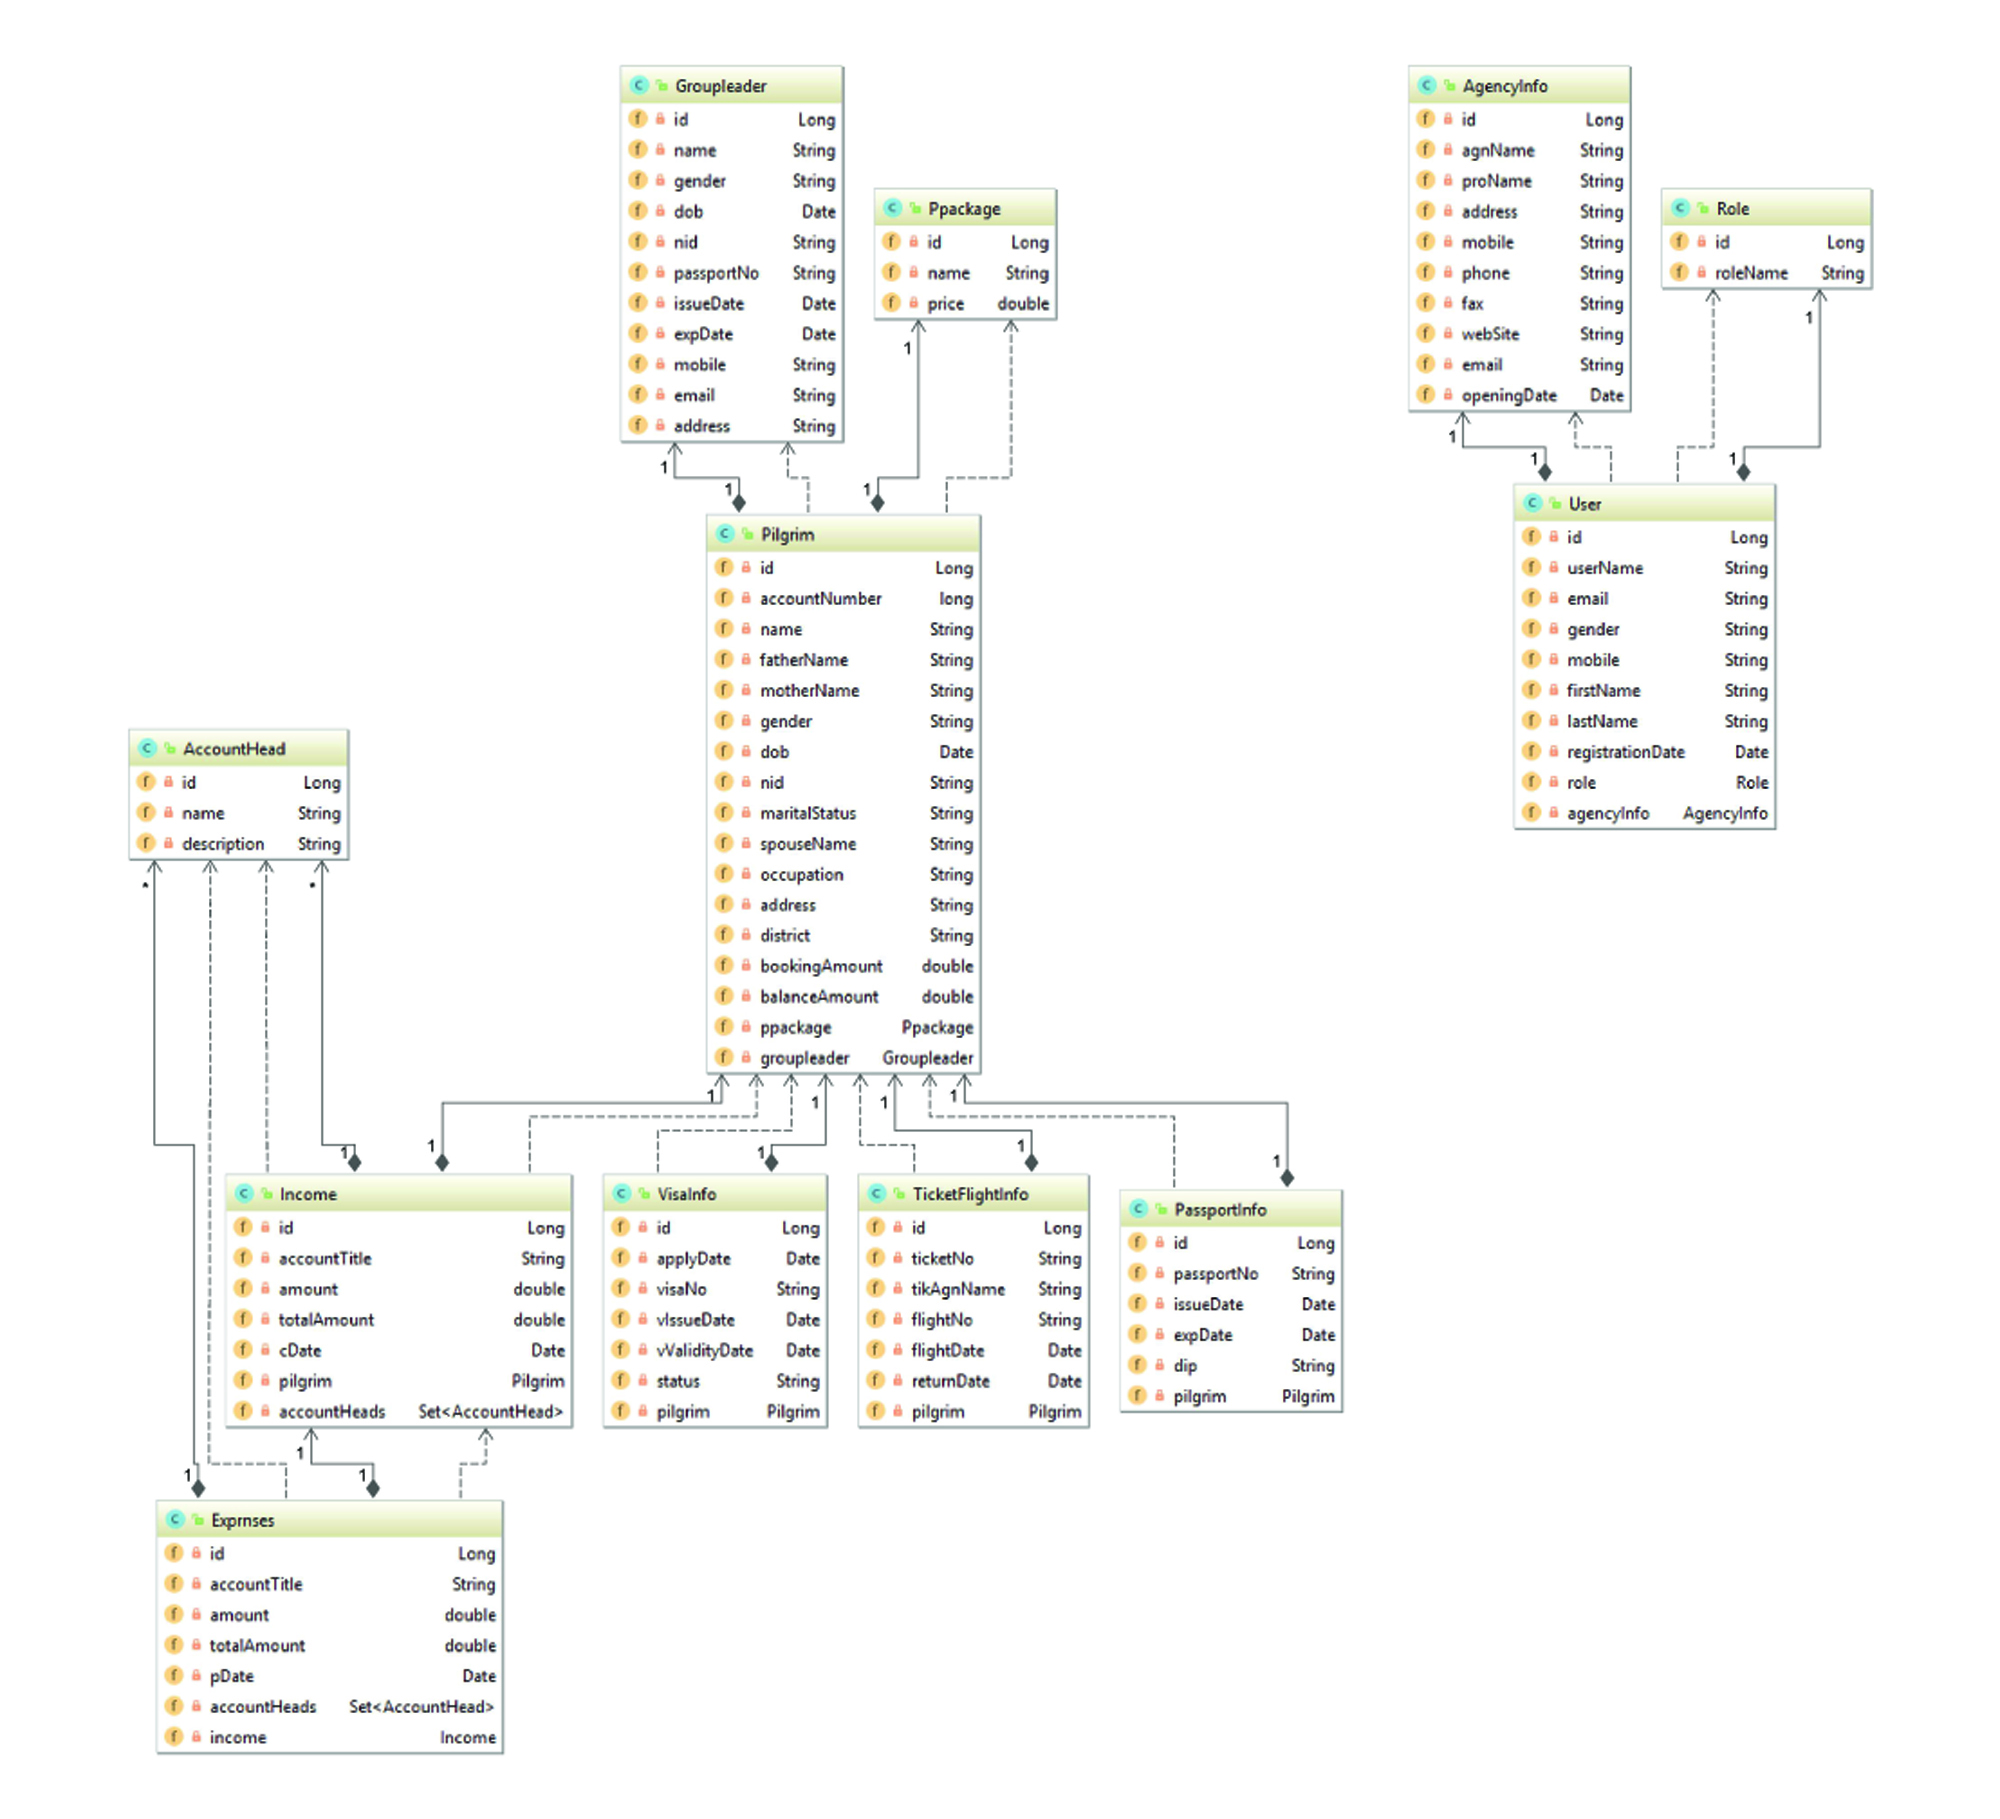 Groupleader
id Long
name String
gender String
dob Date
nid String
passportNo String
issueDate Date
expDate Date
mobile String
email String
address String
1
1
Ppackage
id Long
name String
price double
1
1
AgencyInfo
id Long
agnName String
proName String
address String
mobile String
phone String
fax String
webSite String
email String
openingDate Date
1
1
Role
id Long
roleName String
1
1
User
id Long
userName String
email String
gender String
mobile String
firstName String
lastName String
registrationDate Date
role Role
agencyInfo AgencyInfo
Pilgrim
id Long
accountNumber long
name String
fatherName String
motherName String
gender String
dob Date
nid String
maritalStatus String
spouseName String
occupation String
address String
district String
bookingAmount double
balanceAmount double
ppackage Ppackage
groupleader Groupleader
1
1
1
1
AccountHead
id Long
name String
description String
*
*
1
1
1
1
1
Income
id Long
accountTitle String
amount double
totalAmount double
cDate Date
pilgrim Pilgrim
accountHeads Set<AccountHead>
VisaInfo
id Long
applyDate Date
visaNo String
vIssueDate Date
vValidityDate Date
status String
pilgrim Pilgrim
TicketFlightInfo
id Long
ticketNo String
tikAgnName String
flightNo String
flightDate Date
returnDate Date
pilgrim Pilgrim
PassportInfo
id Long
passportNo String
issueDate Date
expDate Date
dip String
pilgrim Pilgrim
1
1
1
Exprnses
id Long
accountTitle String
amount double
totalAmount double
pDate Date
accountHeads Set<AccountHead>
income Income